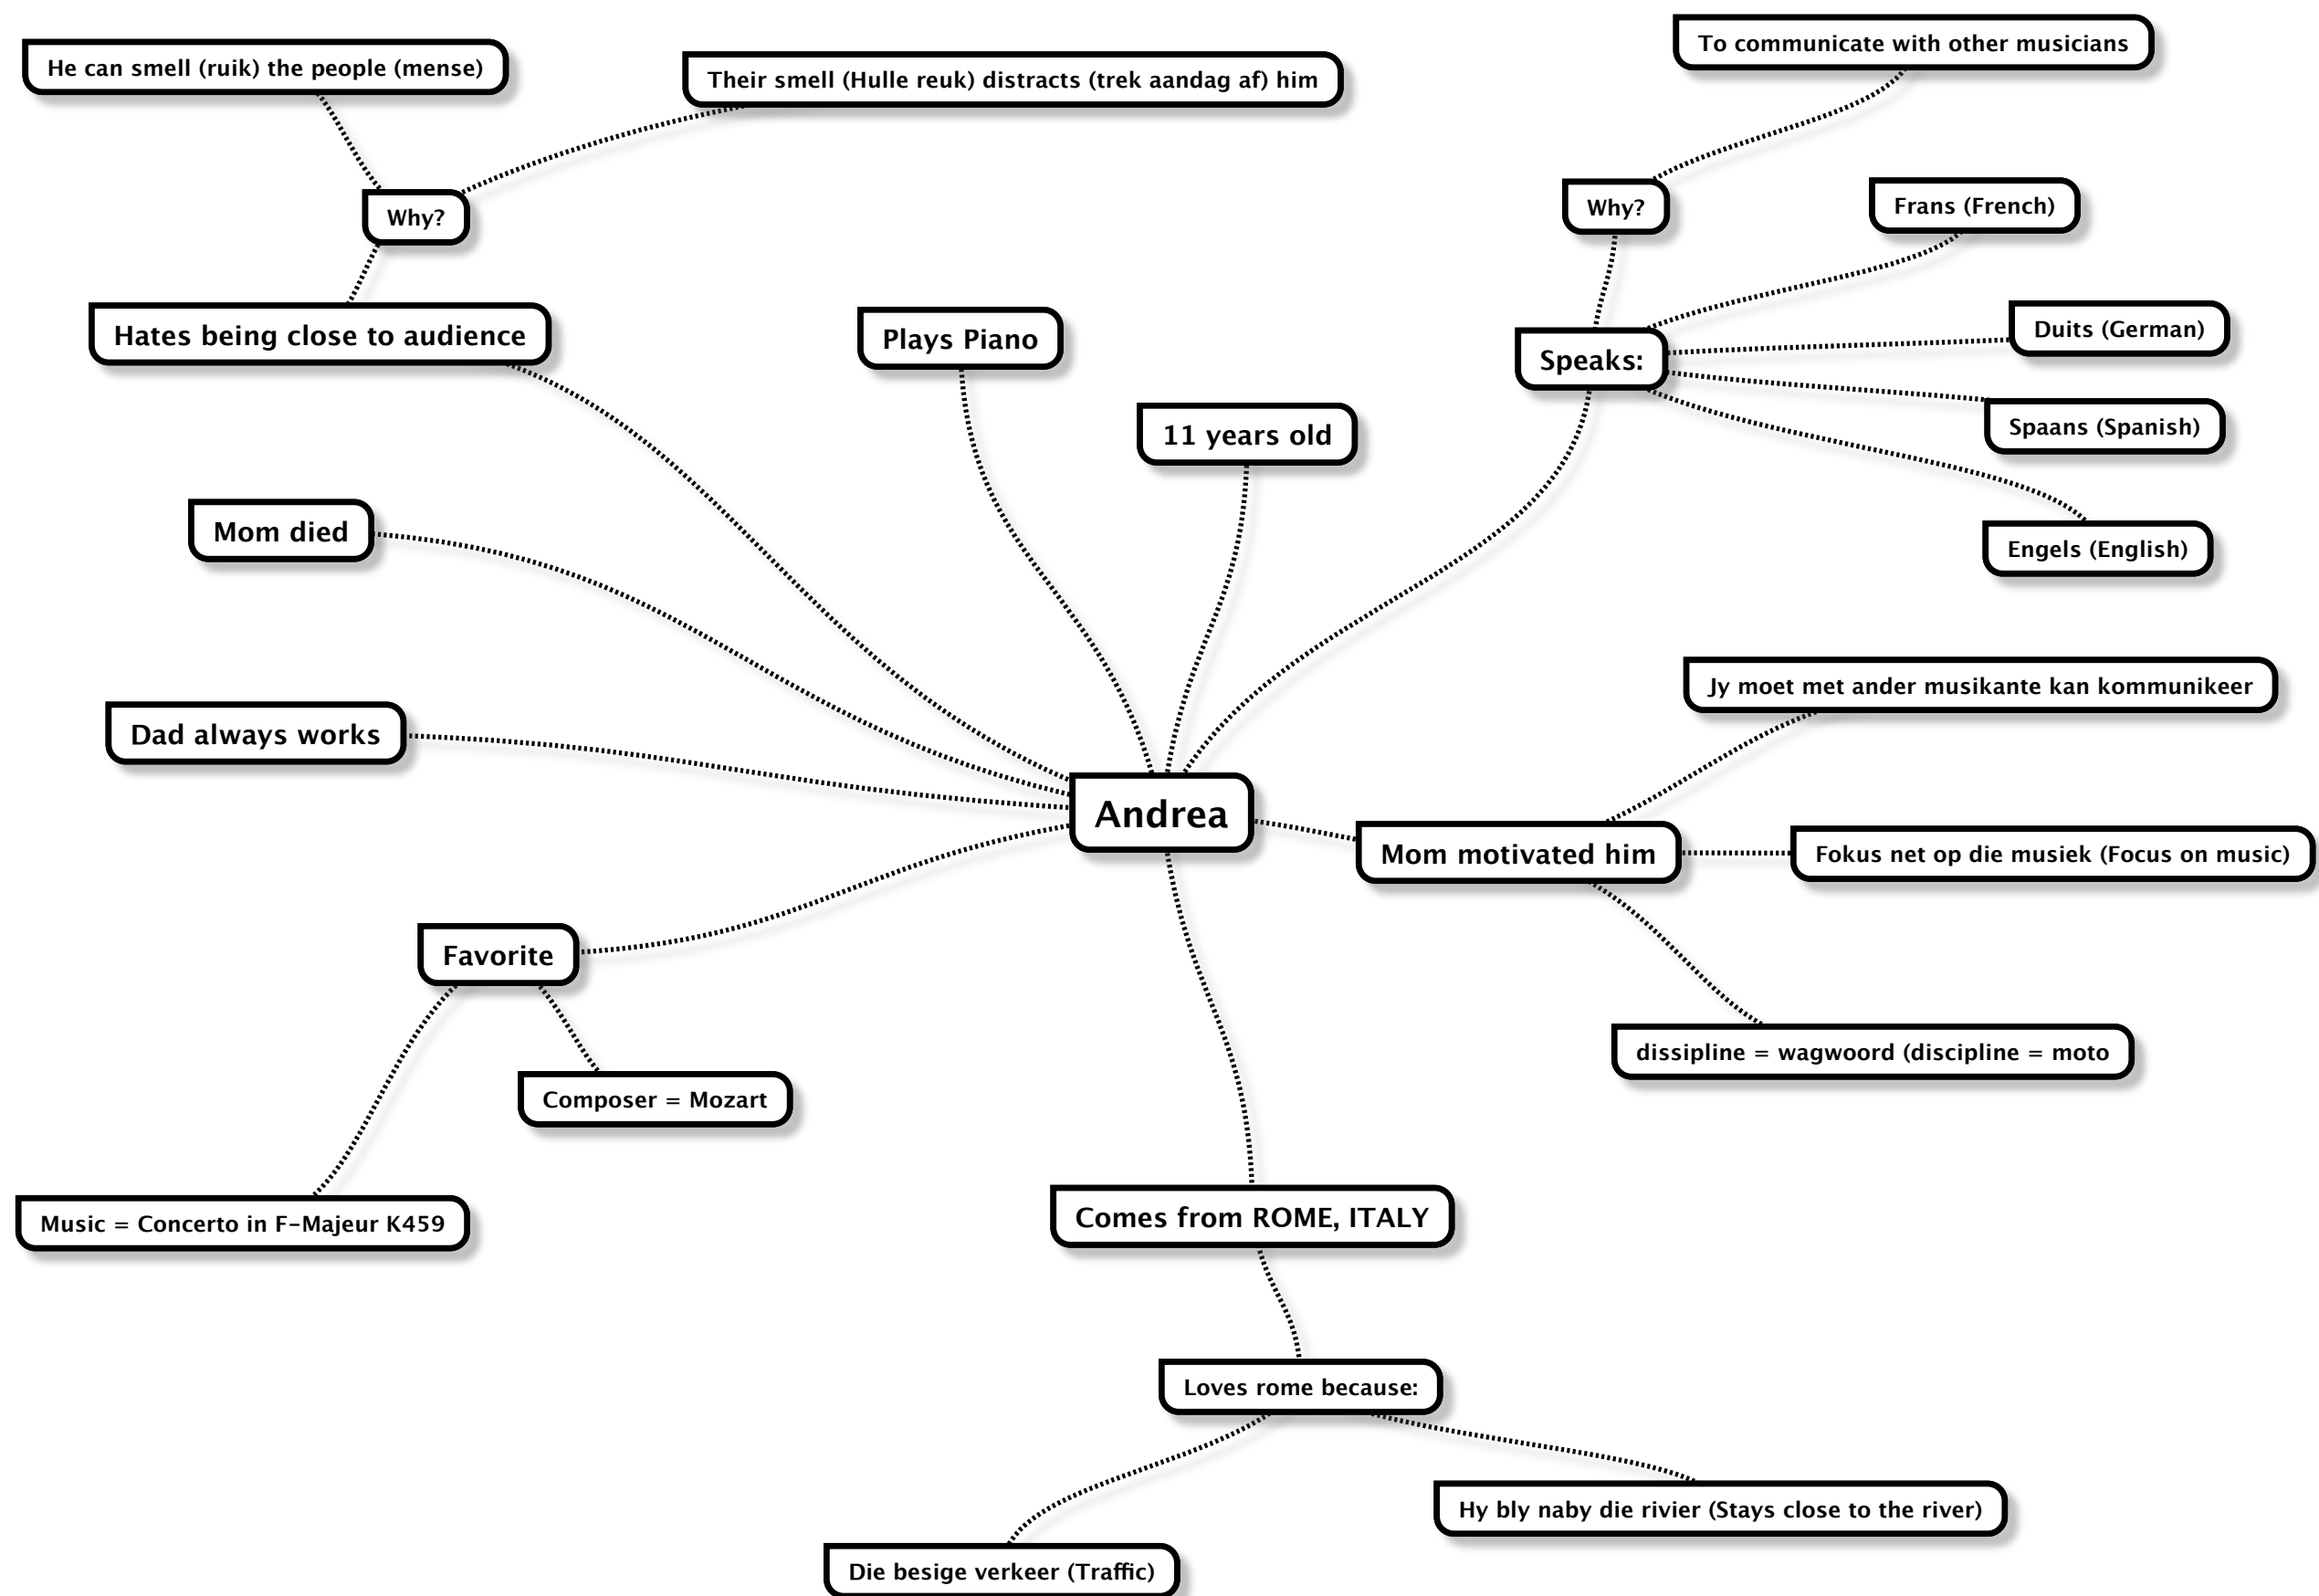 To communicate with other musicians
He can smell (ruik) the people (mense)
Their smell (Hulle reuk) distracts (trek aandag af) him
Why?
Why?
Frans (French)
Hates being close to audience
Plays Piano
Duits (German)
Speaks:
11 years old
Spaans (Spanish)
Mom died
Engels (English)
Jy moet met ander musikante kan kommunikeer
Dad always works
Andrea
Mom motivated him
Fokus net op die musiek (Focus on music)
Favorite
dissipline = wagwoord (discipline = moto
Composer = Mozart
Music = Concerto in F-Majeur K459
Comes from ROME, ITALY
Loves rome because:
Hy bly naby die rivier (Stays close to the river)
Die besige verkeer (Traffic)